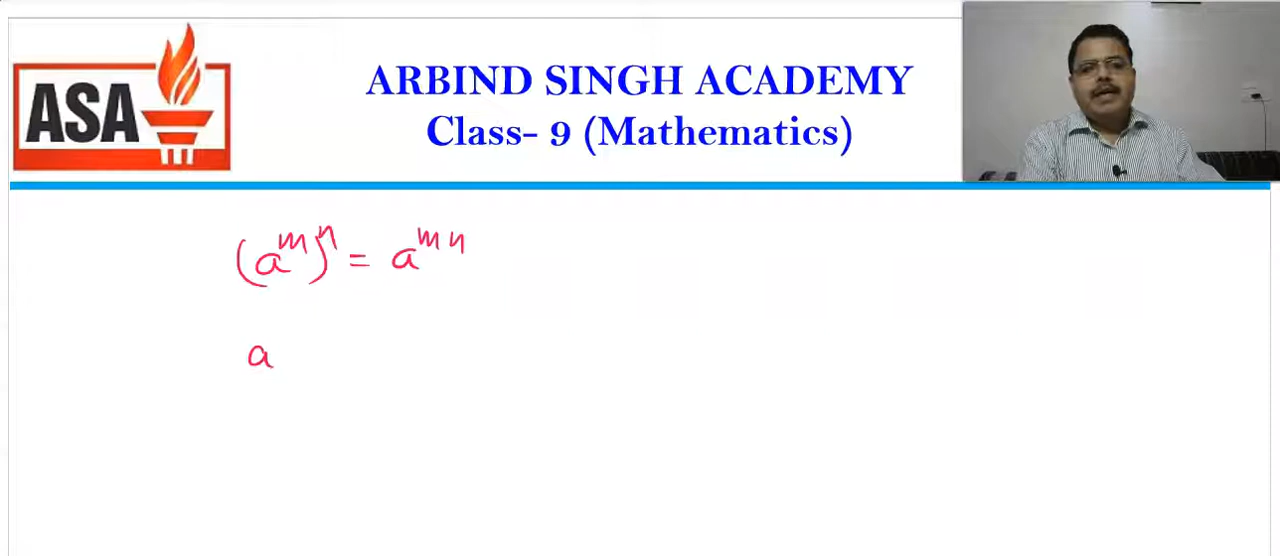 ASA
ARBIND SINGH ACADEMY
Class- 9 (Mathematics)
(a^m)^n = a^mn
a